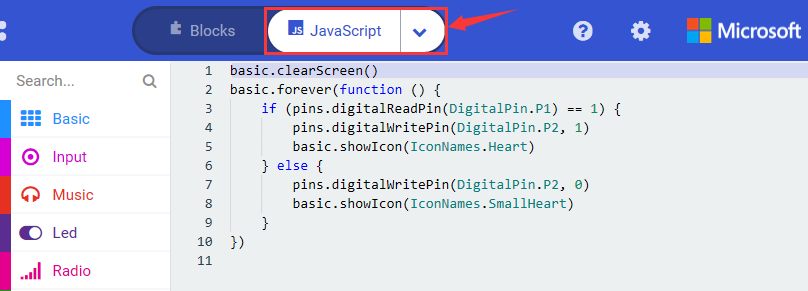 Blocks
JS JavaScript
?
Microsoft
Search...
Basic
Input
Music
Led
Radio
1 basic.clearScreen()
2 basic.forever(function () {
3     if (pins.digitalReadPin(DigitalPin.P1) == 1) {
4         pins.digitalWritePin(DigitalPin.P2, 1)
5         basic.showIcon(IconNames.Heart)
6     } else {
7         pins.digitalWritePin(DigitalPin.P2, 0)
8         basic.showIcon(IconNames.SmallHeart)
9     }
10 })
11